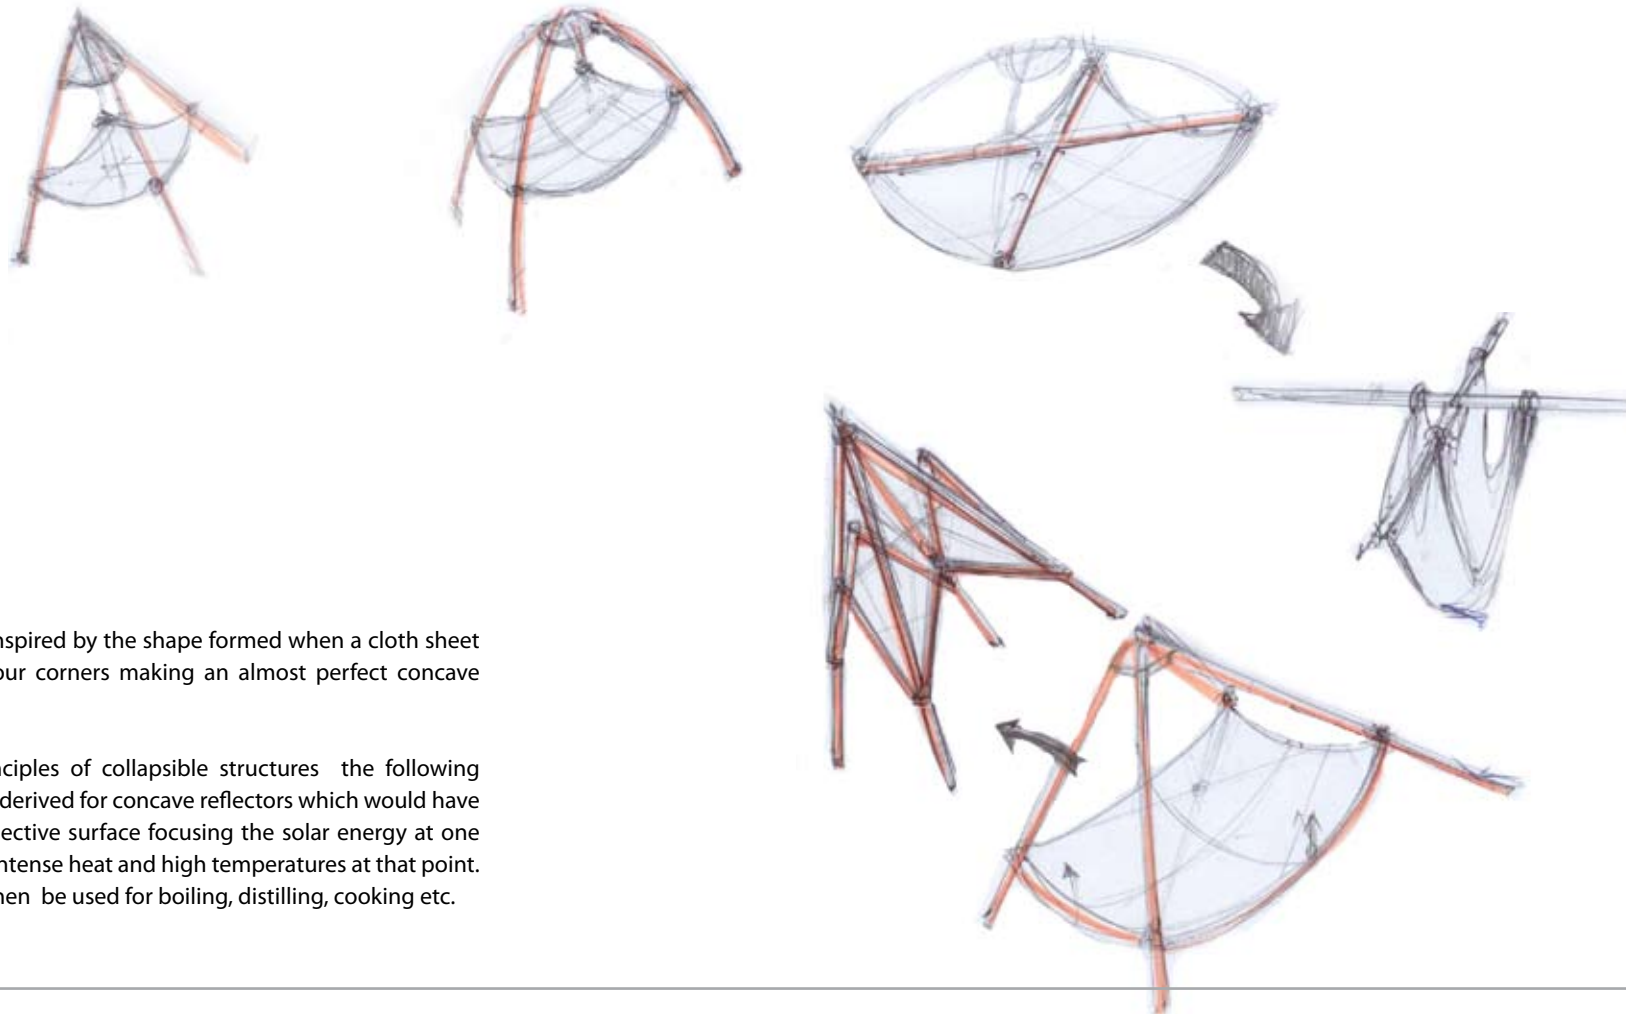 nspired by the shape formed when a cloth sheet
our corners making an almost perfect concave
nciples of collapsible structures the following
derived for concave reflectors which would have
ective surface focusing the solar energy at one
ntense heat and high temperatures at that point.
hen be used for boiling, distilling, cooking etc.